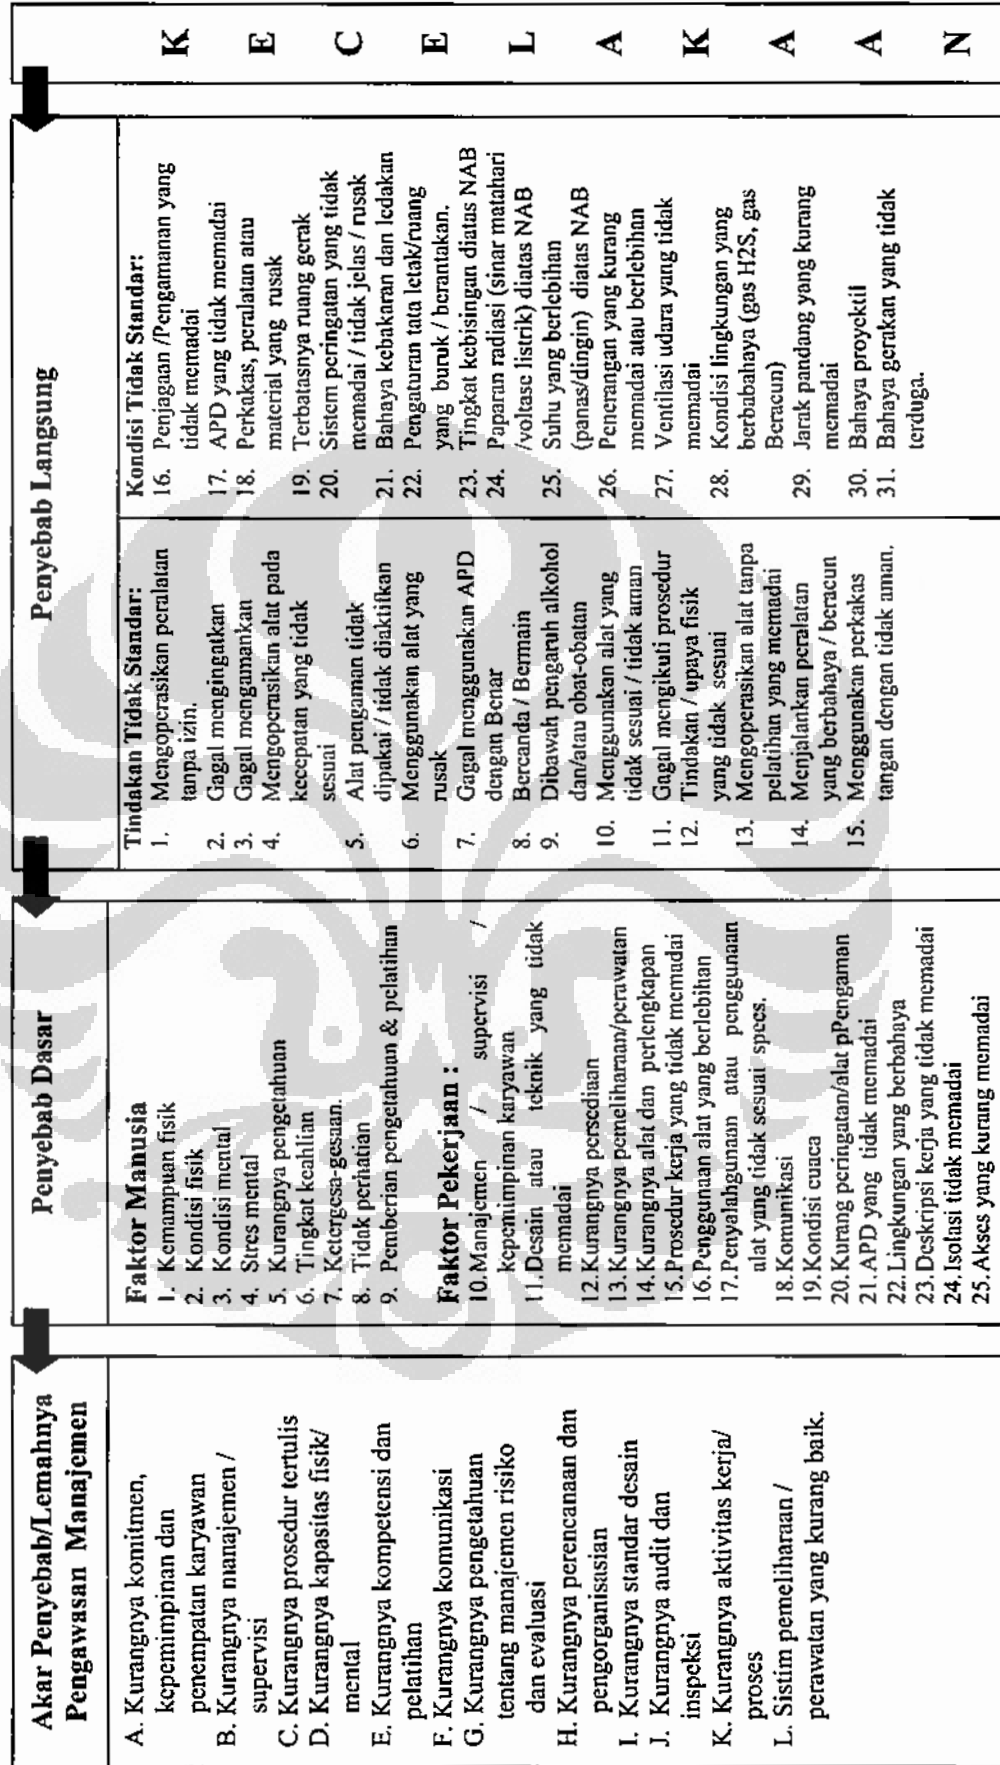 Akar Penyebab/Lemahnya
Pengawasan Manajemen
A. Kurangnya komitmen,
kepemimpinan dan
penempatan karyawan
B. Kurangnya manajemen /
supervisi
C. Kurangnya prosedur tertulis
D. Kurangnya kapasitas fisik/
mental
E. Kurangnya kompetensi dan
pelatihan
F. Kurangnya komunikasi
G. Kurangnya pengetahuan
tentang manajemen risiko
dan evaluasi
H. Kurangnya perencanaan dan
pengorganisasian
I. Kurangnya standar desain
J. Kurangnya audit dan
inspeksi
K. Kurangnya aktivitas kerja/
proses
L. Sistim pemeliharaan /
perawatan yang kurang baik.
Penyebab Dasar
Faktor Manusia
1. Kemampuan fisik
2. Kondisi fisik
3. Kondisi mental
4. Stres mental
5. Kurangnya pengetahuan
6. Tingkat keahlian
7. Ketergesa-gesaan.
8. Tidak perhatian
9. Pemberian pengetahuan & pelatihan
Faktor Pekerjaan :
10. Manajemen / supervisi /
kepemimpinan karyawan
11. Desain atau teknik yang tidak
memadai
12. Kurangnya persediaan
13. Kurangnya pemeliharaan/perawatan
14. Kurangnya alat dan perlengkapan
15. Prosedur kerja yang tidak memadai
16. Penggunaan alat yang berlebihan
17. Penyalahgunaan atau penggunaan
alat yang tidak sesuai specs.
18. Komunikasi
19. Kondisi cuaca
20. Kurang peringatan/alat pPengaman
21. APD yang tidak memadai
22. Lingkungan yang berbahaya
23. Deskripsi kerja yang tidak memadai
24. Isolasi tidak memadai
25. Akses yang kurang memadai
Penyebab Langsung
Tindakan Tidak Standar:
1. Mengoperasikan peralatan
tanpa izin.
2. Gagal mengingatkan
3. Gagal mengamankan
4. Mengoperasikan alat pada
kecepatan yang tidak
sesuai
5. Alat pengaman tidak
dipakai / tidak diaktifkan
6. Menggunakan alat yang
rusak
7. Gagal menggunakan APD
dengan Benar
8. Bercanda / Bermain
9. Dibawah pengaruh alkohol
dan/atau obat-obatan
10. Menggunakan alat yang
tidak sesuai / tidak aman
11. Gagal mengikuti prosedur
12. Tindakan / upaya fisik
yang tidak sesuai
13. Mengoperasikan alat tanpa
pelatihan yang memadai
14. Menjalankan peralatan
yang berbahaya / beracun
15. Menggunakan perkakas
tangan dengan tidak aman.
Kondisi Tidak Standar:
16. Penjagaan /Pengamanan yang
tidak memadai
17. APD yang tidak memadai
18. Perkakas, peralatan atau
material yang rusak
19. Terbatasnya ruang gerak
20. Sistem peringatan yang tidak
memadai / tidak jelas / rusak
21. Bahaya kebakaran dan ledakan
22. Pengaturan tata letak/ruang
yang buruk / berantakan.
23. Tingkat kebisingan diatas NAB
24. Paparan radiasi (sinar matahari
/voltase listrik) diatas NAB
25. Suhu yang berlebihan
(panas/dingin) diatas NAB
26. Penerangan yang kurang
memadai atau berlebihan
27. Ventilasi udara yang tidak
memadai
28. Kondisi lingkungan yang
berbabahaya (gas H2S, gas
Beracun)
29. Jarak pandang yang kurang
memadai
30. Bahaya proyektil
31. Bahaya gerakan yang tidak
terduga.
K E C E L A K A A N